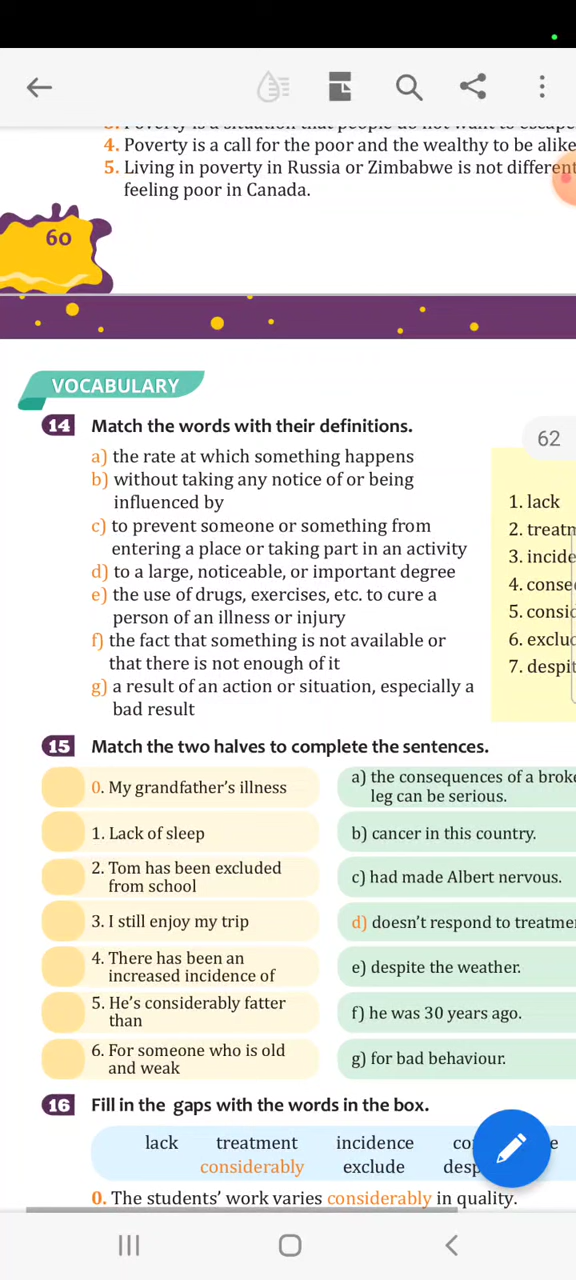 4. Poverty is a call for the poor and the wealthy to be alike
5. Living in poverty in Russia or Zimbabwe is not different
feeling poor in Canada.
60
VOCABULARY
14 Match the words with their definitions.
62
a) the rate at which something happens
b) without taking any notice of or being
influenced by
c) to prevent someone or something from
entering a place or taking part in an activity
d) to a large, noticeable, or important degree
e) the use of drugs, exercises, etc. to cure a
person of an illness or injury
f) the fact that something is not available or
that there is not enough of it
g) a result of an action or situation, especially a
bad result
1. lack
2.
3.
4.
5.
6.
7.
15 Match the two halves to complete the sentences.
0. My grandfather's illness
1. Lack of sleep
2. Tom has been excluded
from school
3. I still enjoy my trip
4. There has been an
increased incidence of
5. He's considerably fatter
than
6. For someone who is old
and weak
a) the consequences of a
leg can be serious.
b) cancer in this country.
c) had made Albert nervous.
d) doesn't respond to
e) despite the weather.
f) he was 30 years ago.
g) for bad behaviour.
16 Fill in the gaps with the words in the box.
lack treatment incidence
considerably exclude
0. The students' work varies considerably in quality.